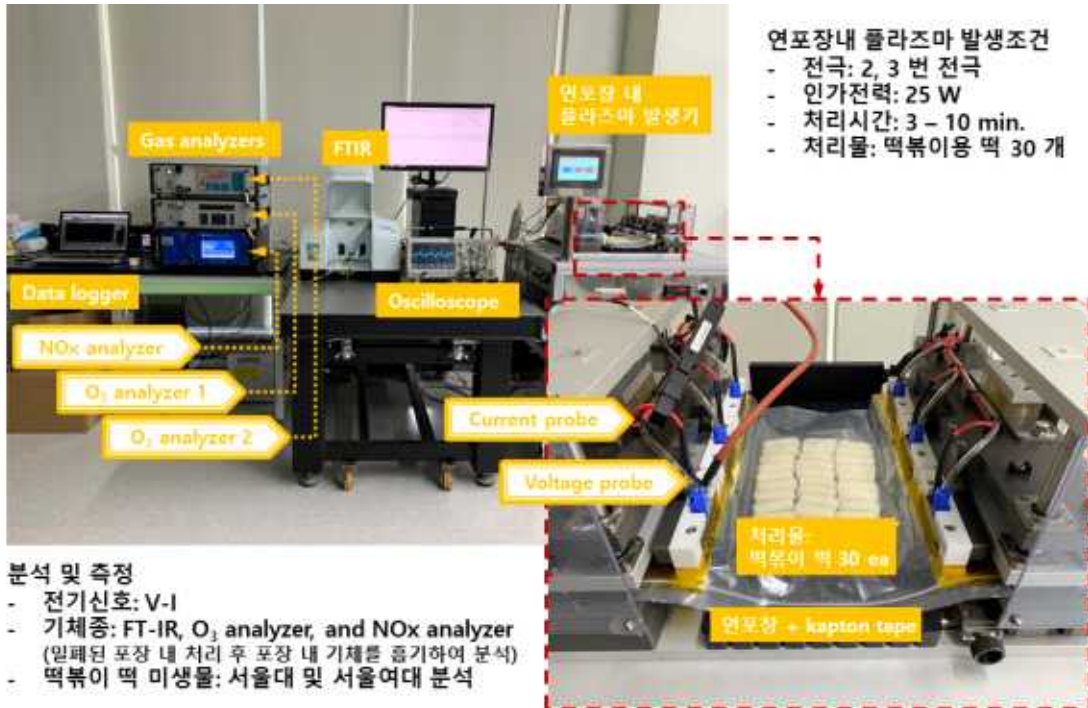 연포장내 플라즈마 발생조건
- 전극: 2, 3 번 전극
- 인가전력: 25 W
- 처리시간: 3 – 10 min.
- 처리물: 떡볶이용 떡 30 개
연포장 내
플라즈마 발생기
Gas analyzers
FTIR
Data logger
Oscilloscope
NOx analyzer
O₃ analyzer 1
O₃ analyzer 2
Current probe
Voltage probe
처리물:
떡볶이 떡 30 ea
연포장 + kapton tape
분석 및 측정
- 전기신호: V-I
- 기체종: FT-IR, O₃ analyzer, and NOx analyzer
(밀폐된 포장 내 처리 후 포장 내 기체를 흡기하여 분석)
- 떡볶이 떡 미생물: 서울대 및 서울여대 분석